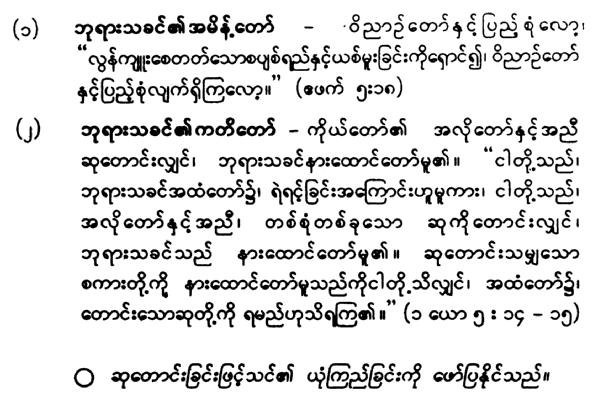 (၁) ဘုရားသခင်၏အမိန့်တော် – ဝိညာဉ်တော်နှင့်ပြည့်စုံလော့၊
“လွန်ကျူးစေတတ်သောစပျစ်ရည်နှင့်ယစ်မူးခြင်းကိုရှောင်၍၊ ဝိညာဉ်တော်
နှင့်ပြည့်စုံလျက်ရှိကြလော့။” (ဧဖက် ၅:၁၈)
(၂) ဘုရားသခင်၏ကတိတော် – ကိုယ်တော်၏ အလိုတော်နှင့်အညီ
ဆုတောင်းလျှင်၊ ဘုရားသခင်နားထောင်တော်မူ၏။ “ငါတို့သည်၊
ဘုရားသခင်အထံတော်၌၊ ရဲရင့်ခြင်းအကြောင်းဟူမူကား၊ ငါတို့သည်၊
အလိုတော်နှင့်အညီ၊ တစ်စုံတစ်ခုသော ဆုကိုတောင်းလျှင်၊
ဘုရားသခင်သည် နားထောင်တော်မူ၏။ ဆုတောင်းသမျှသော
စကားတို့ကို နားထောင်တော်မူသည်ကိုငါတို့သိလျှင်၊ အထံတော်၌၊
တောင်းသောဆုတို့ကို ရမည်ဟုသိရကြ၏။” (၁ ယော ၅ : ၁၄ – ၁၅)
○ ဆုတောင်းခြင်းဖြင့်သင်၏ ယုံကြည်ခြင်းကို ဖော်ပြနိုင်သည်။